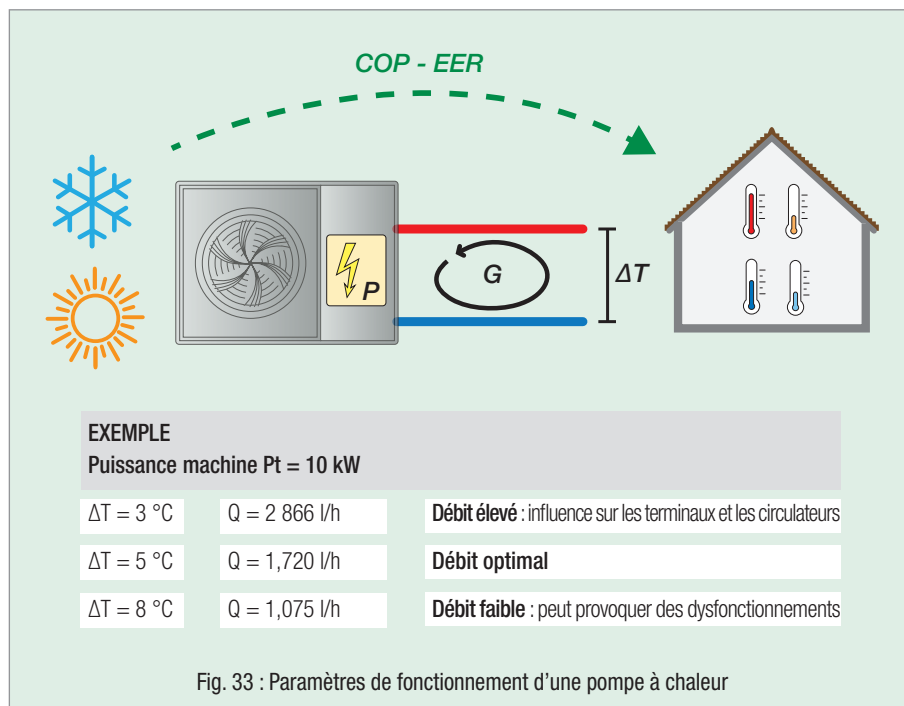 COP - EER
P
G
ΔT
EXEMPLE
Puissance machine Pt = 10 kW
ΔT = 3 °C Q = 2 866 l/h Débit élevé : influence sur les terminaux et les circulateurs
ΔT = 5 °C Q = 1,720 l/h Débit optimal
ΔT = 8 °C Q = 1,075 l/h Débit faible : peut provoquer des dysfonctionnements
Fig. 33 : Paramètres de fonctionnement d’une pompe à chaleur